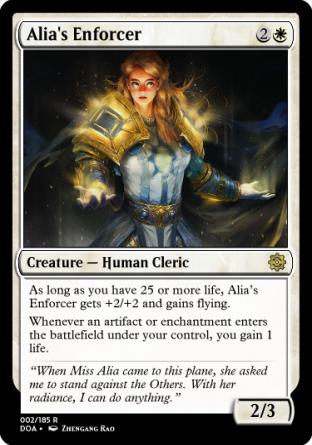 Alia's Enforcer 2
Creature — Human Cleric
As long as you have 25 or more life, Alia's
Enforcer gets +2/+2 and gains flying.
Whenever an artifact or enchantment enters
the battlefield under your control, you gain 1
life.
“When Miss Alia came to this plane, she asked
me to stand against the Others. With her
radiance, I can do anything.”
2/3
002/185 R
DOA • Zhengang Rao